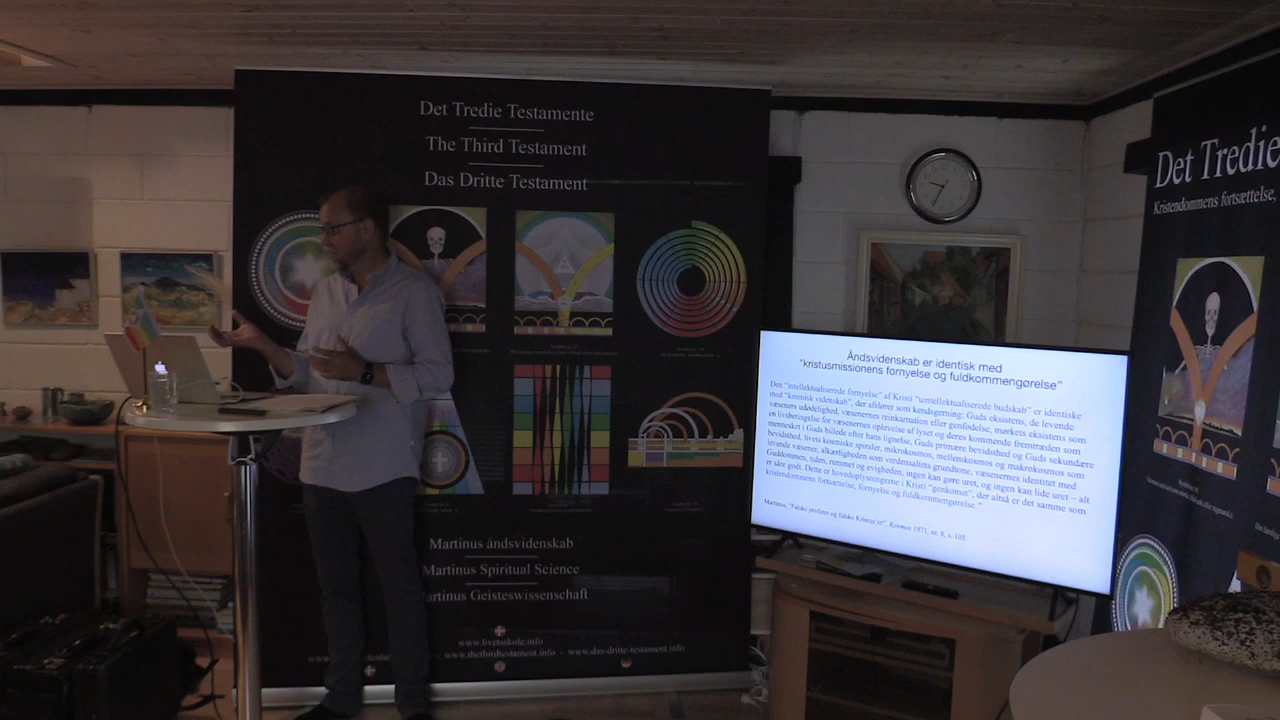 Det Tredie Testamente
The Third Testament
Das Dritte Testament
Martinus åndsvidenskab
Martinus Spiritual Science
artinus Geisteswissenschaft
www.livetsskole.info
www.thethirdtestament.info - www.das-dritte-testament.info
Åndsvidenskab er identisk med
"kristusmissionens fornyelse og fuldkommengørelse"
Den "intellektualiserede fornyelse" af Kristi "uintellektualiserede budskab" er identiske
med "kosmisk videnskab", der afslører som kendsgerning: Guds eksistens, de levende
væseners udødelighed, væsenernes reinkarnation eller genfødelse, mørkets eksistens som
en livsbetingelse for væsenernes oplevelse af lyset og deres kommende fremtræden som
mennesket i Guds billede efter hans lignelse, Guds primære bevidsthed og Guds sekundære
bevidsthed, livets kosmiske spiraler, mikrokosmos, mellemkosmos og makrokosmos som
levende væsener, alkærligheden som verdensaltets grundtone, væsenernes identitet med
Guddommen, tiden, rummet og evigheden, ingen kan gøre uret, og ingen kan lide uret – alt
er såre godt. Dette er hovedoplysningerne i Kristi "genkomst", der altså er det samme som
kristendommens fortsættelse, fornyelse og fuldkommengørelse."
Martinus, "Falske profeter og falske Kristus'er", Kosmos 1971, nr. 8, s. 105.
Det Tredie
Kristendommens fortsættelse,